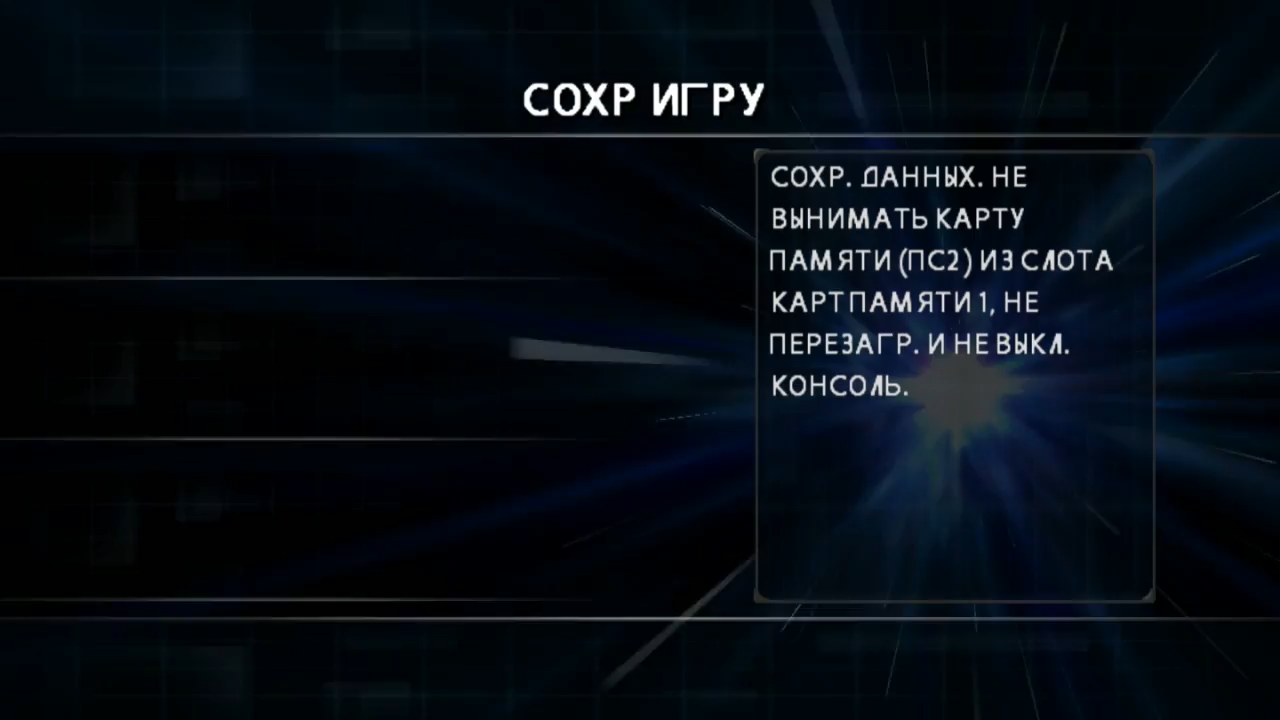 СОХР ИГРУ
СОХР. ДАННЫХ. НЕ
ВЫНИМАТЬ КАРТУ
ПАМЯТИ (ПС2) ИЗ СЛОТА
КАРТ ПАМЯТИ 1, НЕ
ПЕРЕЗАГР. И НЕ ВЫКЛ.
КОНСОЛЬ.